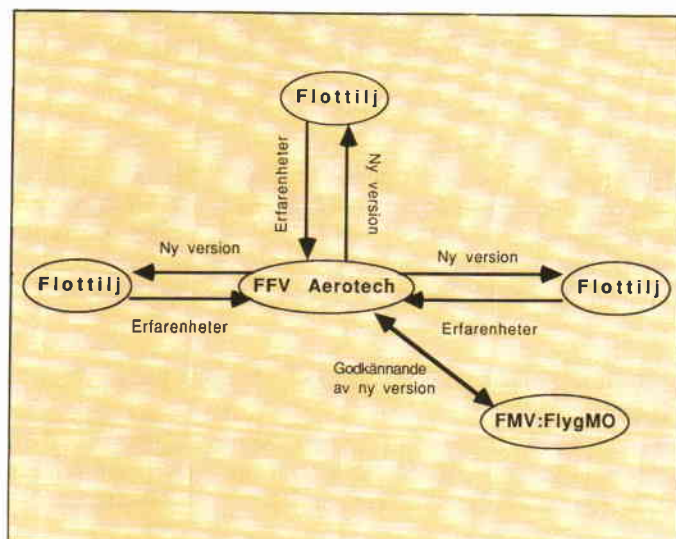 Flottilj
Erfarenheter
Ny version
Ny version
Ny version
Flottilj
FFV Aerotech
Flottilj
Erfarenheter
Erfarenheter
Godkännande
av ny version
FMV:FlygMO